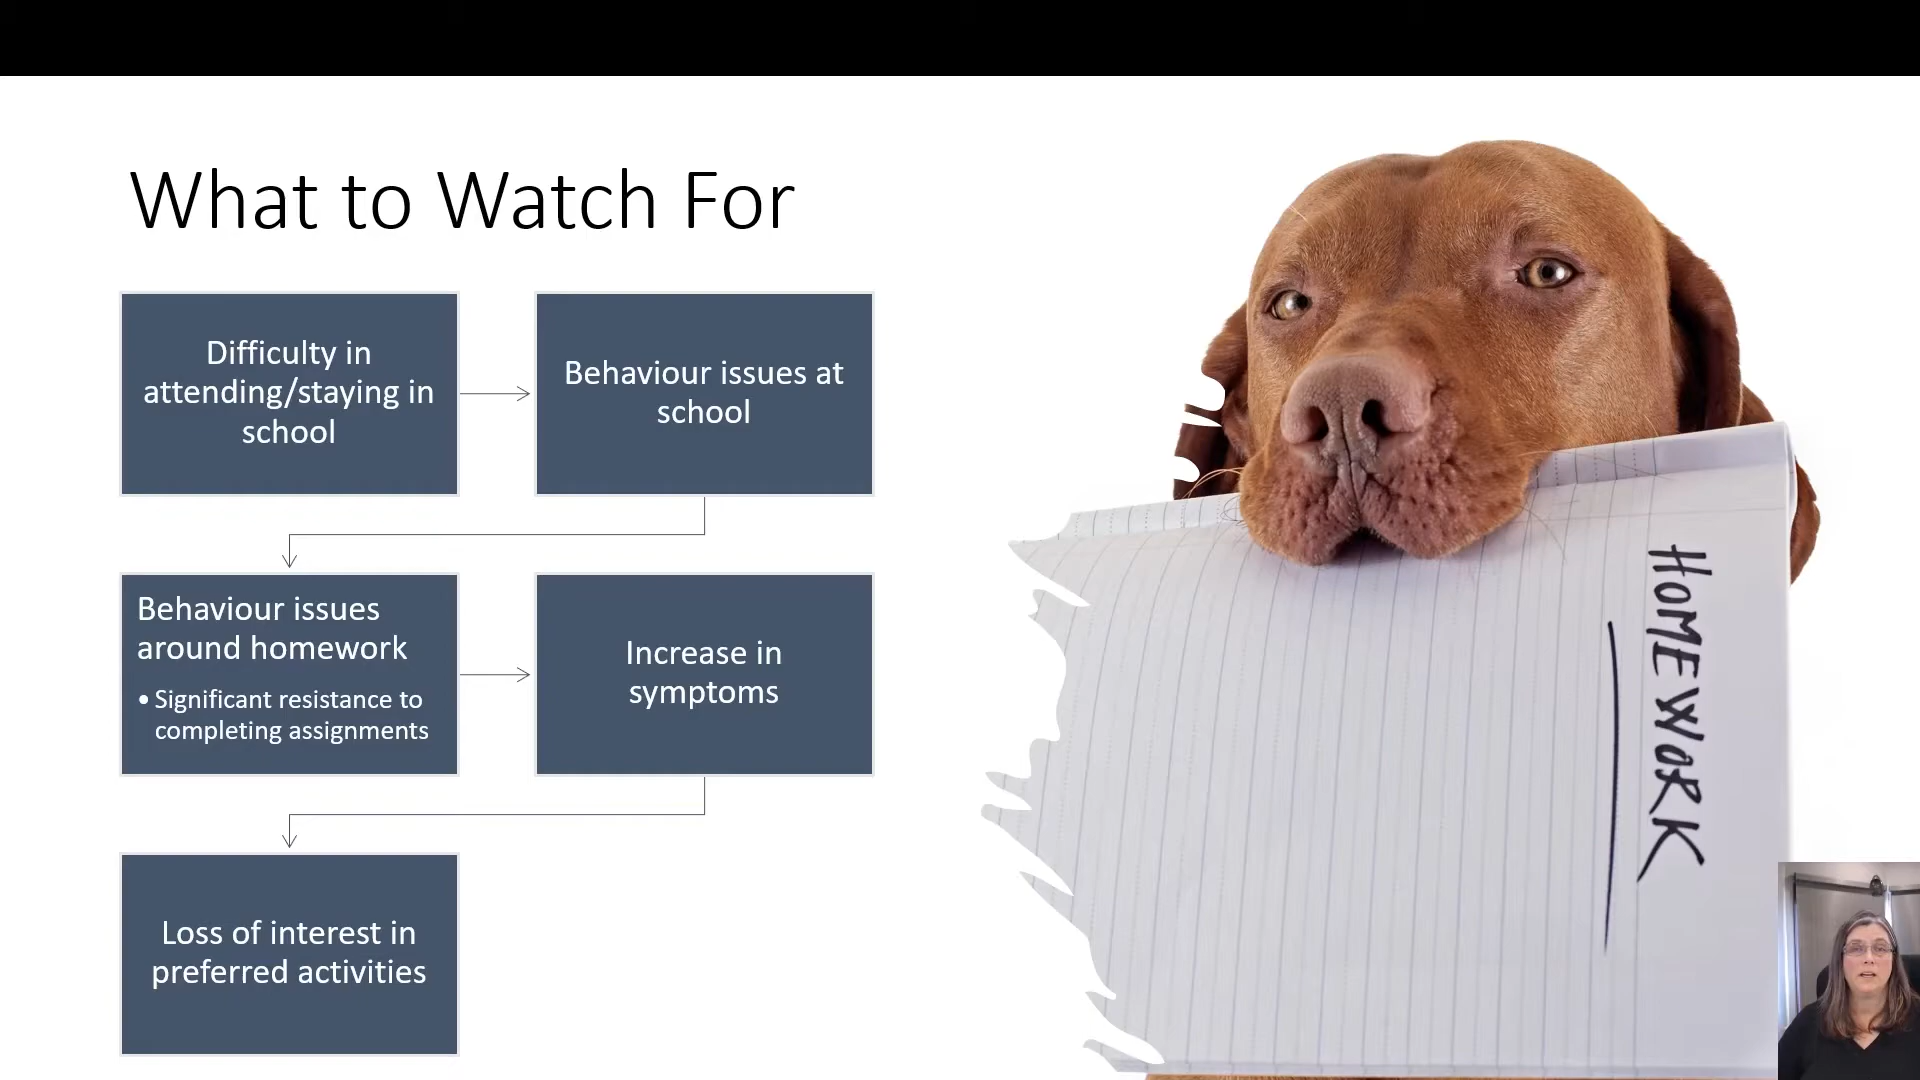 What to Watch For
Difficulty in
attending/staying in
school
Behaviour issues at
school
Behaviour issues
around homework
• Significant resistance to
completing assignments
Increase in
symptoms
Loss of interest in
preferred activities
HOMEWORK